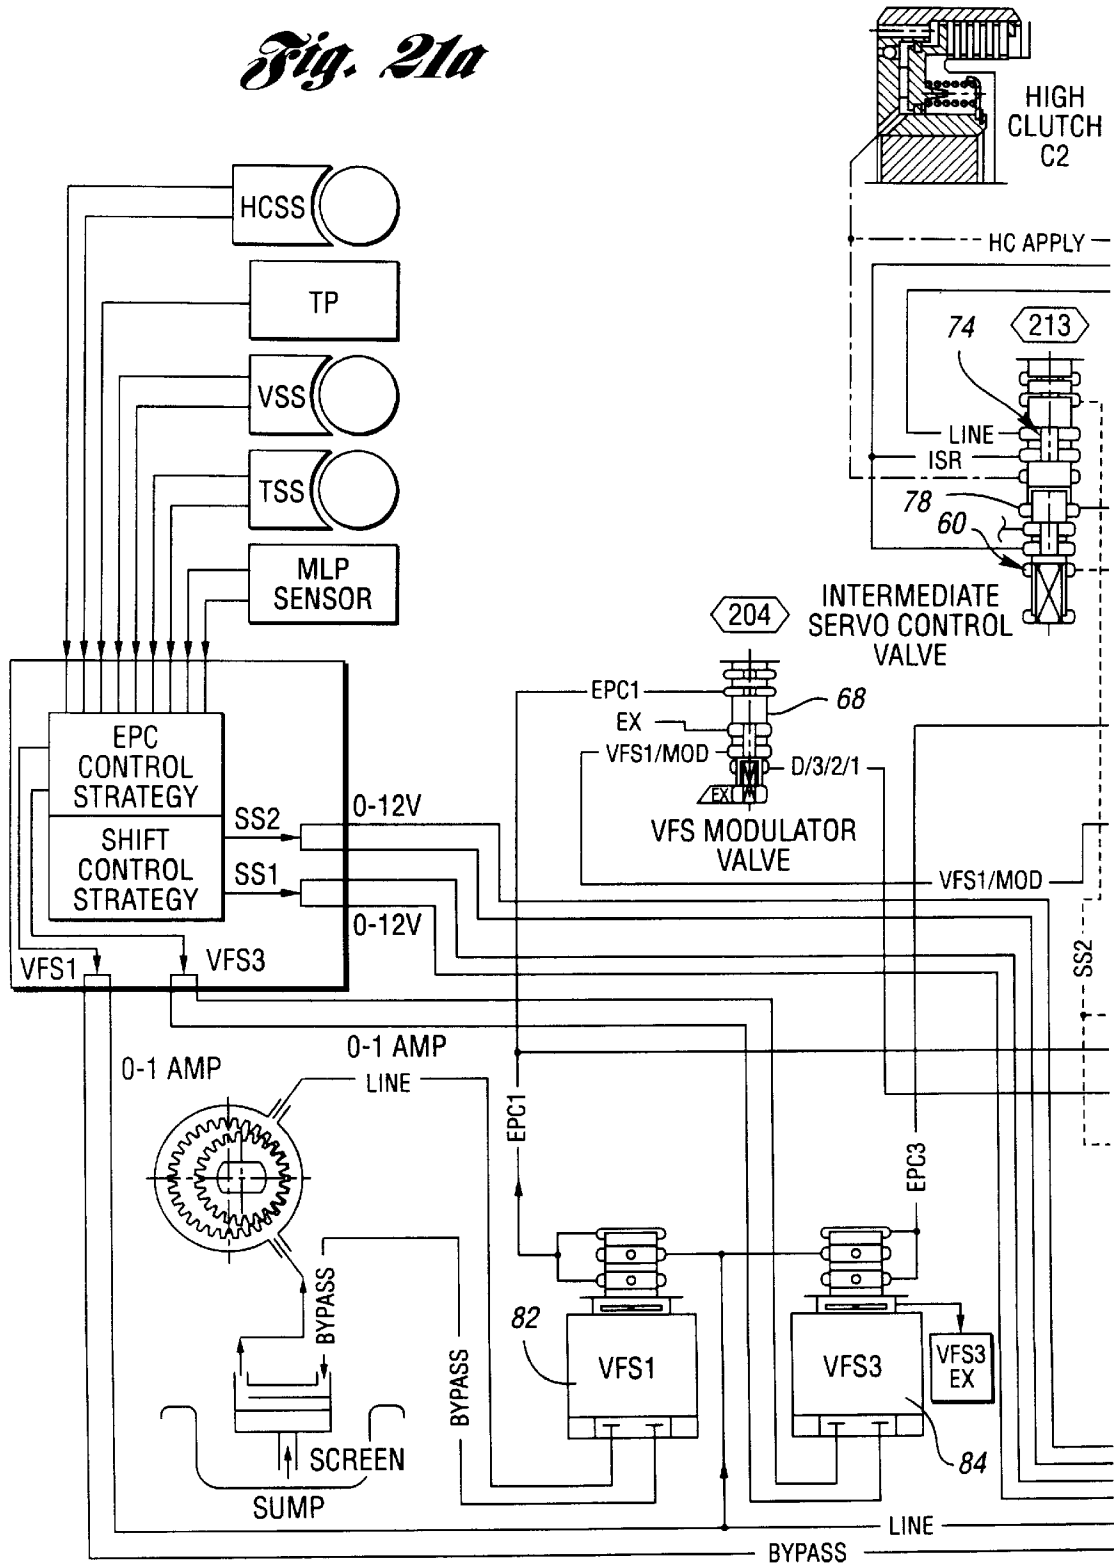 Fig. 21a
HIGH
CLUTCH
C2
HCSS
HC APPLY
TP
74
213
VSS
LINE
ISR
TSS
78
60
MLP
SENSOR
204
INTERMEDIATE
SERVO CONTROL
VALVE
EPC1
68
EX
VFS1/MOD
D/3/2/1
EX
VFS MODULATOR
VALVE
EPC
CONTROL
STRATEGY
SS2
0-12V
SHIFT
CONTROL
STRATEGY
SS1
VFS1/MOD
0-12V
VFS1
VFS3
SS2
0-1 AMP
0-1 AMP
LINE
EPC1
EPC3
BYPASS
BYPASS
82
VFS1
VFS3
VFS3
EX
84
SCREEN
SUMP
LINE
BYPASS